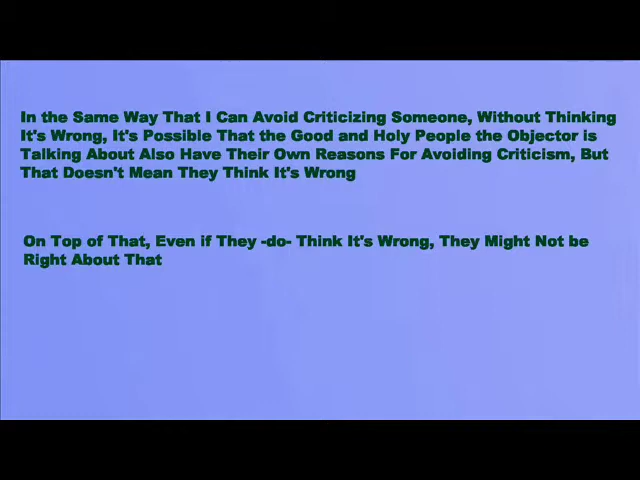 In the Same Way That I Can Avoid Criticizing Someone, Without Thinking
It's Wrong, It's Possible That the Good and Holy People the Objector is
Talking About Also Have Their Own Reasons For Avoiding Criticism, But
That Doesn't Mean They Think It's Wrong
On Top of That, Even if They -do- Think It's Wrong, They Might Not be
Right About That